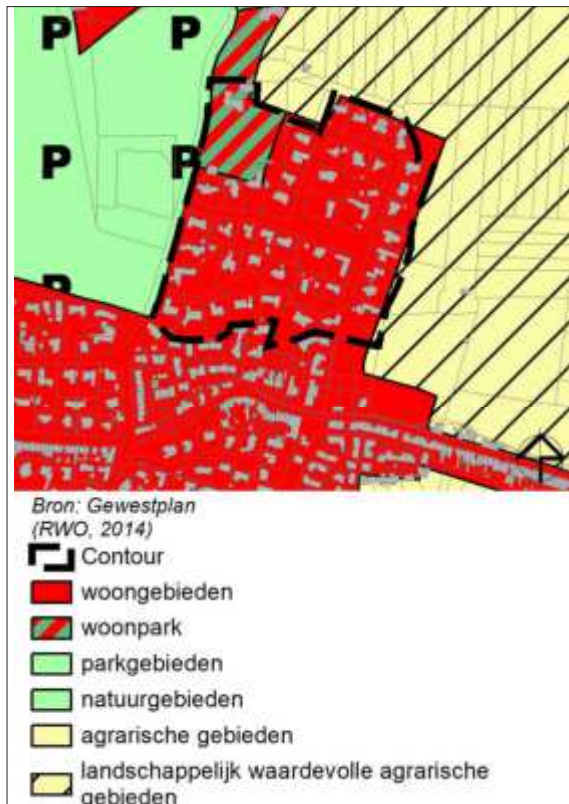 P P
P P
P
Bron: Gewestplan
(RWO, 2014)
Contour
woongebieden
woonpark
parkgebieden
natuurgebieden
agrarische gebieden
landschappelijk waardevolle agrarische
gebieden